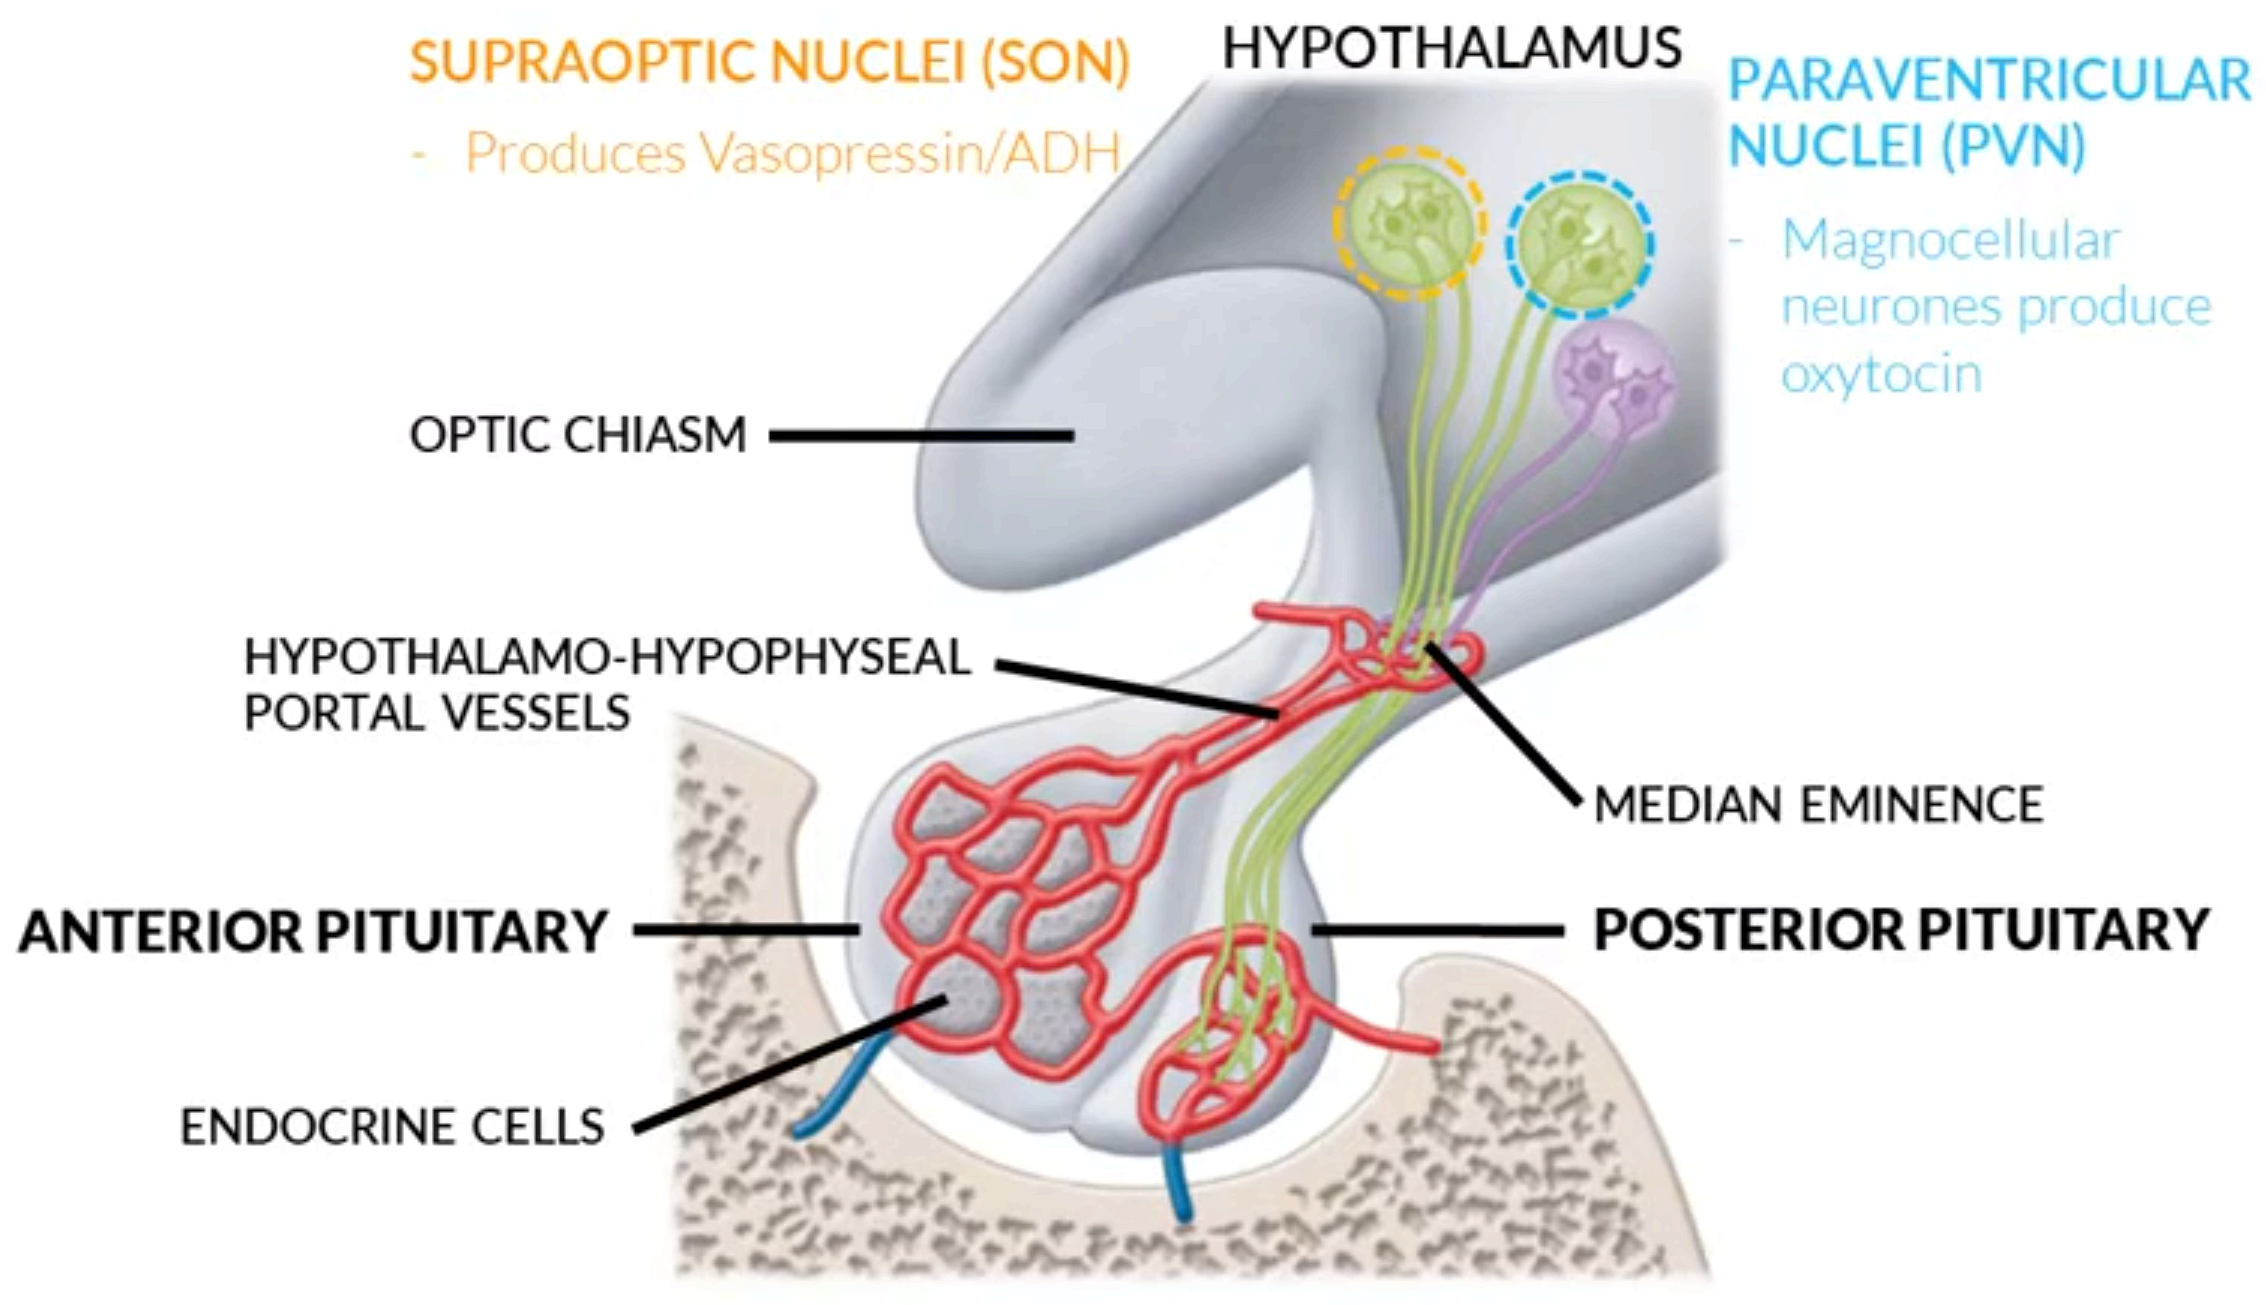 SUPRAOPTIC NUCLEI (SON)
- Produces Vasopressin/ADH
HYPOTHALAMUS
PARAVENTRICULAR
NUCLEI (PVN)
- Magnocellular
neurones produce
oxytocin
OPTIC CHIASM
HYPOTHALAMO-HYPOPHYSEAL
PORTAL VESSELS
MEDIAN EMINENCE
ANTERIOR PITUITARY
POSTERIOR PITUITARY
ENDOCRINE CELLS